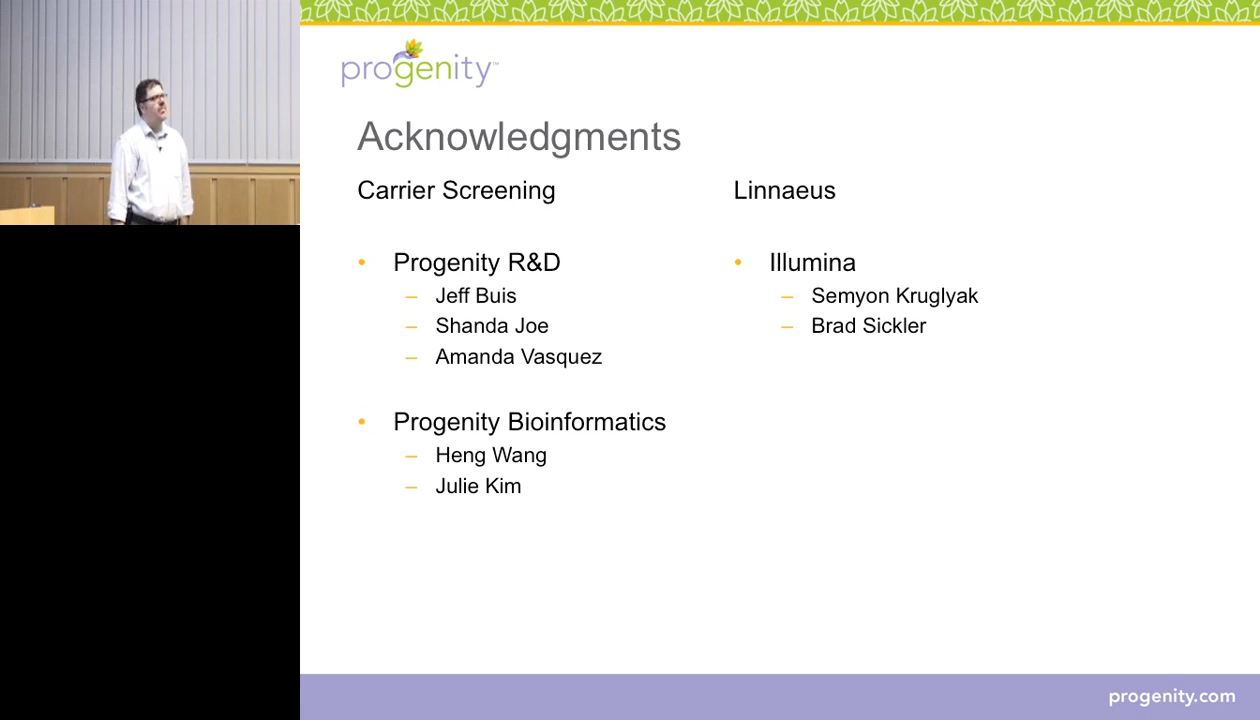 progenity™
Acknowledgments
Carrier Screening
• Progenity R&D
– Jeff Buis
– Shanda Joe
– Amanda Vasquez
• Progenity Bioinformatics
– Heng Wang
– Julie Kim
Linnaeus
• Illumina
– Semyon Kruglyak
– Brad Sickler
progenity.com